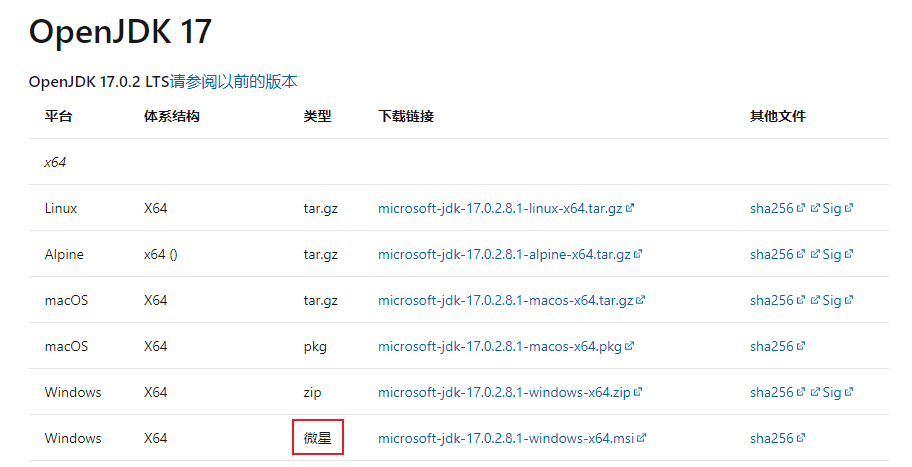 OpenJDK 17
OpenJDK 17.0.2 LTS请参阅以前的版本
平台 体系结构 类型 下载链接 其他文件
x64
Linux X64 tar.gz microsoft-jdk-17.0.2.8.1-linux-x64.tar.gz sha256 Sig
Alpine x64 () tar.gz microsoft-jdk-17.0.2.8.1-alpine-x64.tar.gz sha256 Sig
macOS X64 tar.gz microsoft-jdk-17.0.2.8.1-macos-x64.tar.gz sha256 Sig
macOS X64 pkg microsoft-jdk-17.0.2.8.1-macos-x64.pkg sha256
Windows X64 zip microsoft-jdk-17.0.2.8.1-windows-x64.zip sha256 Sig
Windows X64 微星 microsoft-jdk-17.0.2.8.1-windows-x64.msi sha256